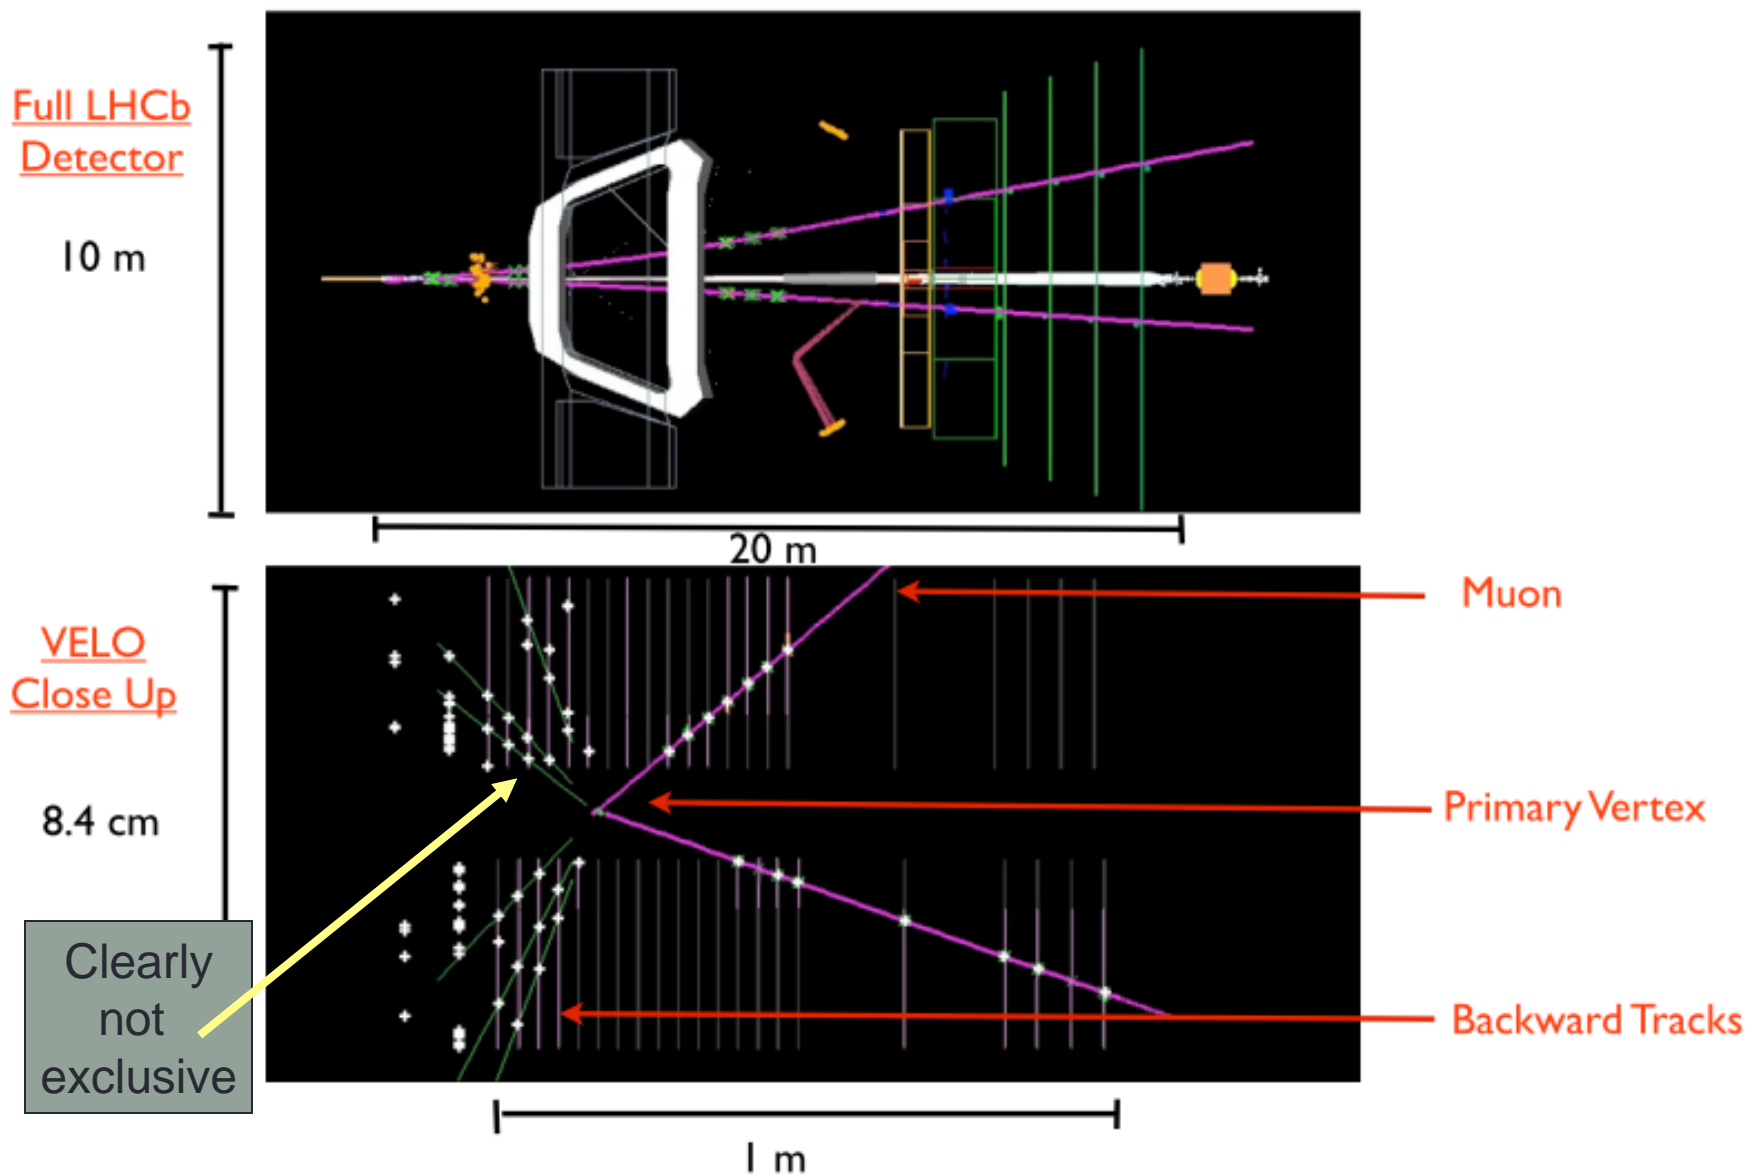 Full LHCb
Detector
10 m
20 m
VELO
Close Up
Muon
8.4 cm
Primary Vertex
Clearly
not
exclusive
Backward Tracks
1 m